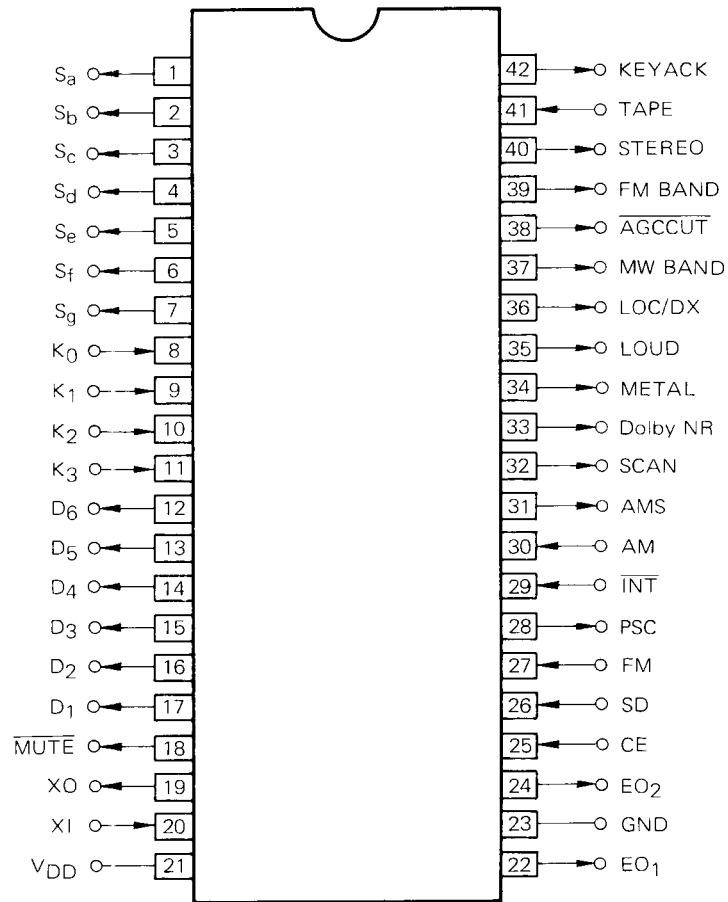 Sa 1 42 KEYACK
Sb 2 41 TAPE
Sc 3 40 STEREO
Sd 4 39 FM BAND
Se 5 38 AGCCUT
Sf 6 37 MW BAND
Sg 7 36 LOC/DX
K0 8 35 LOUD
K1 9 34 METAL
K2 10 33 Dolby NR
K3 11 32 SCAN
D6 12 31 AMS
D5 13 30 AM
D4 14 29 INT
D3 15 28 PSC
D2 16 27 FM
D1 17 26 SD
MUTE 18 25 CE
XO 19 24 EO2
XI 20 23 GND
VDD 21 22 EO1